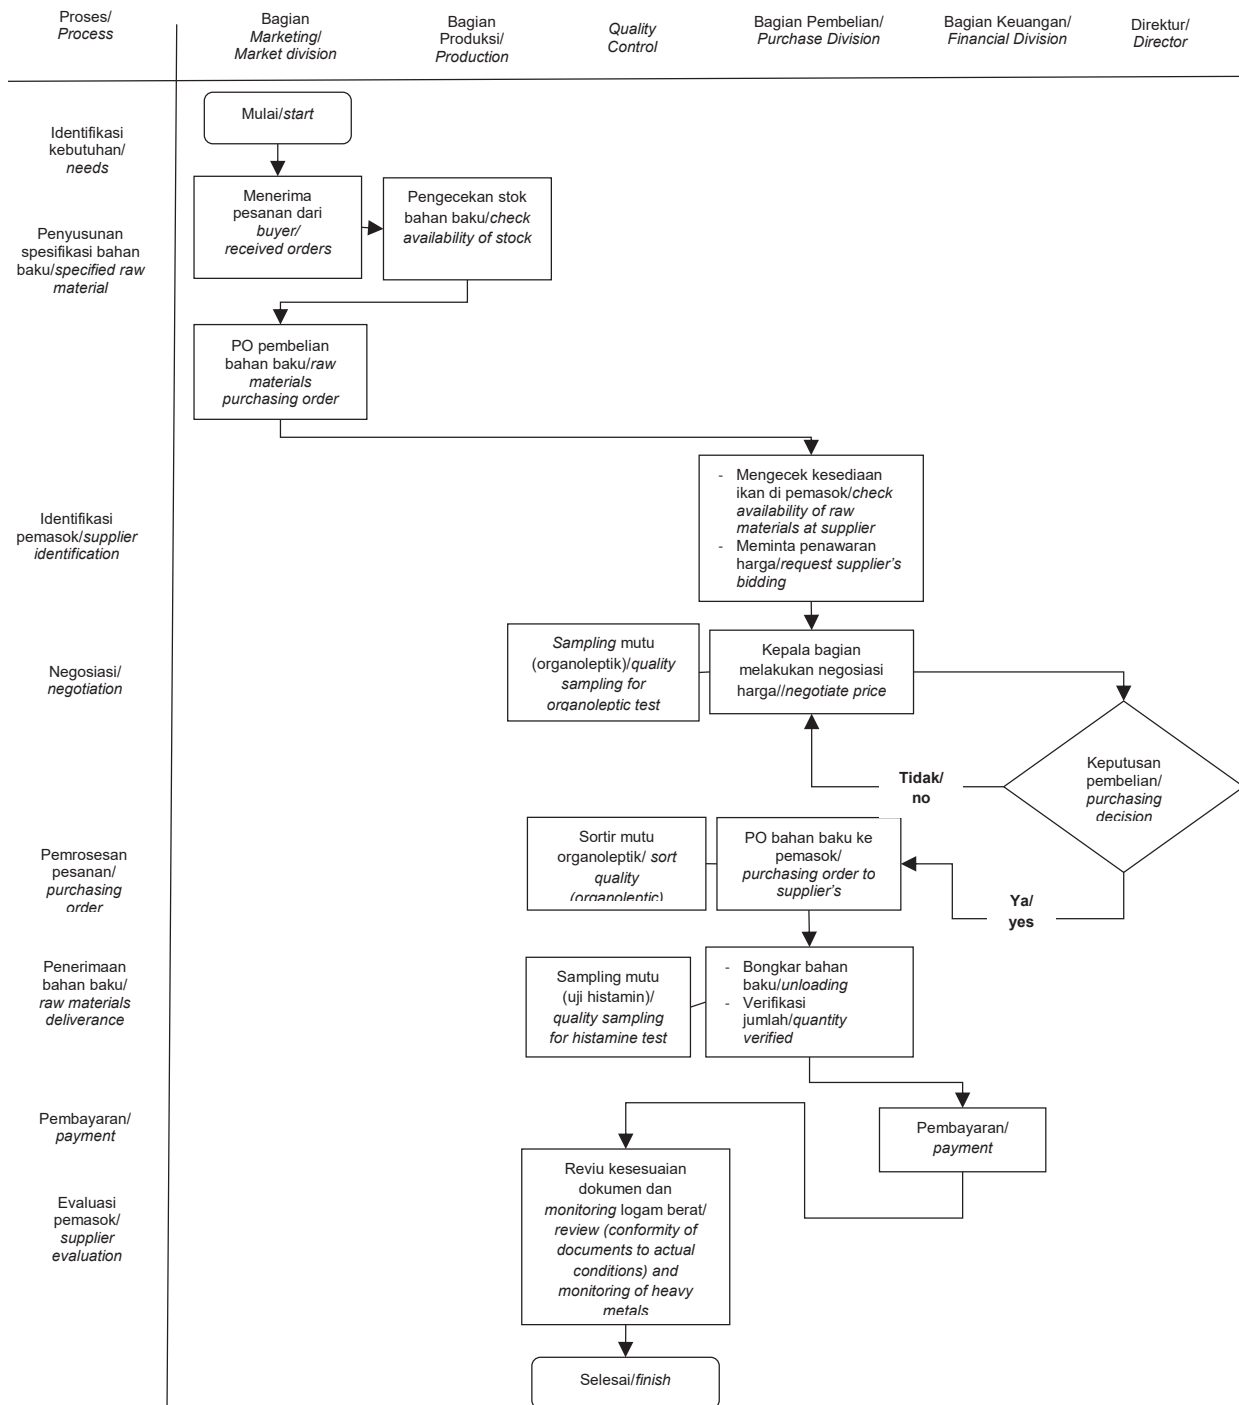 Proses/
Process
Bagian
Marketing/
Market division
Bagian
Produksi/
Production
Quality
Control
Bagian Pembelian/
Purchase Division
Bagian Keuangan/
Financial Division
Direktur/
Director
Mulai/start
Identifikasi
kebutuhan/
needs
Menerima
pesanan dari
buyer/
received orders
Pengecekan stok
bahan baku/check
availability of stock
Penyusunan
spesifikasi bahan
baku/specified raw
material
PO pembelian
bahan baku/raw
materials
purchasing order
Identifikasi
pemasok/supplier
identification
- Mengecek kesediaan
ikan di pemasok/check
availability of raw
materials at supplier
- Meminta penawaran
harga/request supplier's
bidding
Negosiasi/
negotiation
Sampling mutu
(organoleptik)/quality
sampling for
organoleptic test
Kepala bagian
melakukan negosiasi
harga//negotiate price
Keputusan
pembelian/
purchasing
decision
Tidak/
no
Pemrosesan
pesanan/
purchasing
order
Sortir mutu
organoleptik/ sort
quality
(organoleptic)
PO bahan baku ke
pemasok/
purchasing order to
supplier's
Ya/
yes
Penerimaan
bahan baku/
raw materials
deliverance
Sampling mutu
(uji histamin)/
quality sampling
for histamine test
- Bongkar bahan
baku/unloading
- Verifikasi
jumlah/quantity
verified
Pembayaran/
payment
Pembayaran/
payment
Evaluasi
pemasok/
supplier
evaluation
Reviu kesesuaian
dokumen dan
monitoring logam berat/
review (conformity of
documents to actual
conditions) and
monitoring of heavy
metals
Selesai/finish